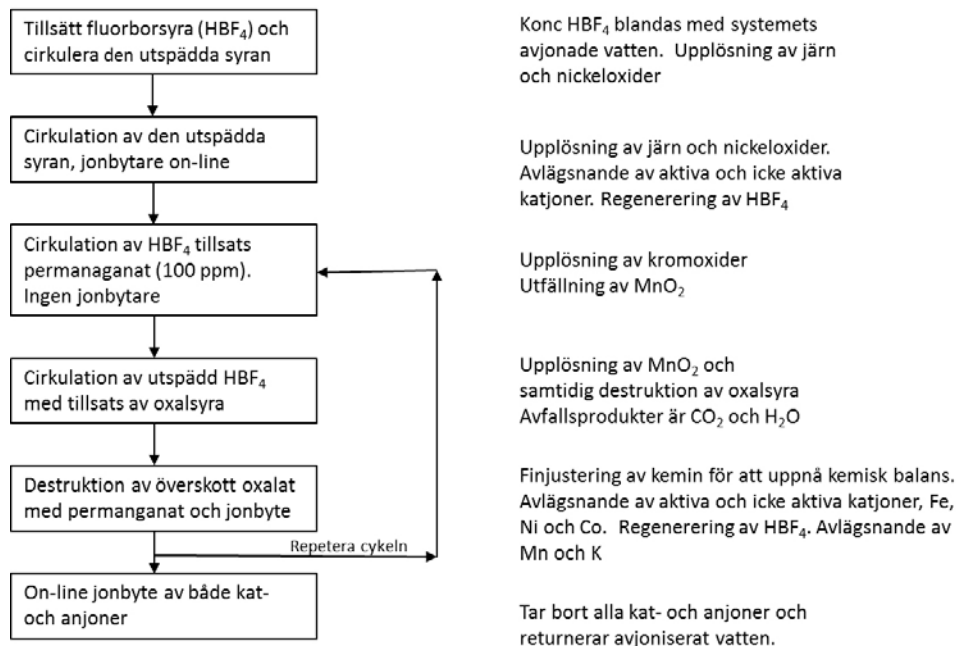 Tillsätt fluorborsyra (HBF₄) och
cirkulera den utspädda syran
Konc HBF₄ blandas med systemets
avjonade vatten.  Upplösning av järn
och nickeloxider
Cirkulation av den utspädda
syran, jonbytare on-line
Upplösning av järn och nickeloxider.
Avlägsnande av aktiva och icke aktiva
katjoner. Regenerering av HBF₄
Cirkulation av HBF₄ tillsats
permanaganat (100 ppm).
Ingen jonbytare
Upplösning av kromoxider
Utfällning av MnO₂
Cirkulation av utspädd HBF₄
med tillsats av oxalsyra
Upplösning av MnO₂ och
samtidig destruktion av oxalsyra
Avfallsprodukter är CO₂ och H₂O
Destruktion av överskott oxalat
med permanganat och jonbyte
Finjustering av kemin för att uppnå kemisk balans.
Avlägsnande av aktiva och icke aktiva katjoner, Fe,
Ni och Co.  Regenerering av HBF₄. Avlägsnande av
Mn och K
Repetera cykeln
On-line jonbyte av både kat-
och anjoner
Tar bort alla kat- och anjoner och
returnerar avjoniserat vatten.